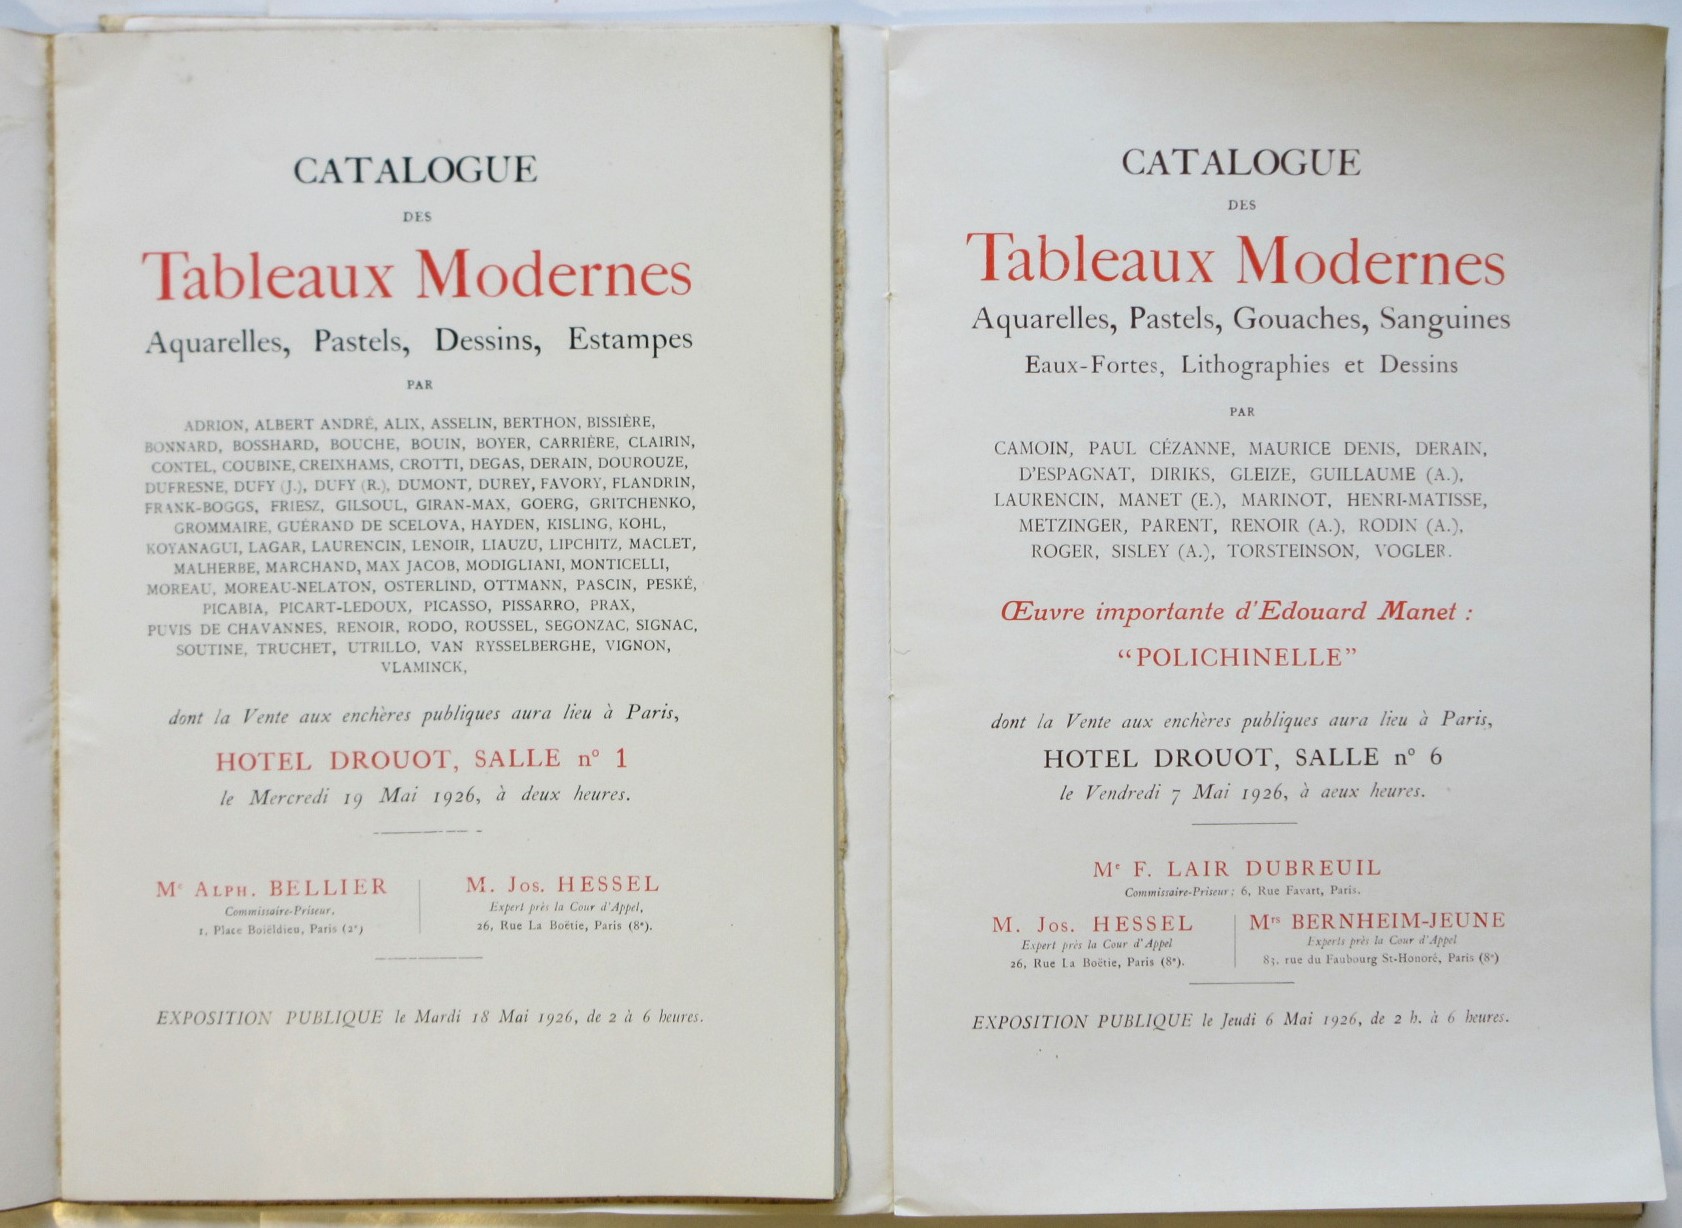 CATALOGUE
DES
Tableaux Modernes
Aquarelles, Pastels, Dessins, Estampes
PAR
ADRION, ALBERT ANDRÉ, ALIX, ASSELIN, BERTHON, BISSIÈRE,
BONNARD, BOSSHARD, BOUCHE, BOUIN, BOYER, CARRIÈRE, CLAIRIN,
CONTEL, COUBINE, CREIXHAMS, CROTTI, DEGAS, DERAIN, DOUROUZE,
DUFRESNE, DUFY (J.), DUFY (R.), DUMONT, DUREY, FAVORY, FLANDRIN,
FRANK-BOGGS, FRIESZ, GILSOUL, GIRAN-MAX, GOERG, GRITCHENKO,
GROMMAIRE, GUÉRAND DE SCELOVA, HAYDEN, KISLING, KOHL,
KOYANAGUI, LAGAR, LAURENCIN, LENOIR, LIAUZU, LIPCHITZ, MACLET,
MALHERBE, MARCHAND, MAX JACOB, MODIGLIANI, MONTICELLI,
MOREAU, MOREAU-NELATON, OSTERLIND, OTTMANN, PASCIN, PESKÉ,
PICABIA, PICART-LEDOUX, PICASSO, PISSARRO, PRAX,
PUVIS DE CHAVANNES, RENOIR, RODO, ROUSSEL, SEGONZAC, SIGNAC,
SOUTINE, TRUCHET, UTRILLO, VAN RYSSELBERGHE, VIGNON,
VLAMINCK,
dont la Vente aux enchères publiques aura lieu à Paris,
HOTEL DROUOT, SALLE n° 1
le Mercredi 19 Mai 1926, à deux heures.
Me ALPH. BELLIER
Commissaire-Priseur,
1, Place Boiëldieu, Paris (2e)
M. Jos. HESSEL
Expert près la Cour d'Appel,
26, Rue La Boëtie, Paris (8e).
EXPOSITION PUBLIQUE le Mardi 18 Mai 1926, de 2 à 6 heures.
CATALOGUE
DES
Tableaux Modernes
Aquarelles, Pastels, Gouaches, Sanguines
Eaux-Fortes, Lithographies et Dessins
PAR
CAMOIN, PAUL CÉZANNE, MAURICE DENIS, DERAIN,
D'ESPAGNAT, DIRIKS, GLEIZE, GUILLAUME (A.),
LAURENCIN, MANET (E.), MARINOT, HENRI-MATISSE,
METZINGER, PARENT, RENOIR (A.), RODIN (A.),
ROGER, SISLEY (A.), TORSTEINSON, VOGLER.
Œuvre importante d'Edouard Manet :
"POLICHINELLE"
dont la Vente aux enchères publiques aura lieu à Paris,
HOTEL DROUOT, SALLE n° 6
le Vendredi 7 Mai 1926, à aeux heures.
Me F. LAIR DUBREUIL
Commissaire-Priseur; 6, Rue Favart, Paris.
M. Jos. HESSEL
Expert près la Cour d'Appel
26, Rue La Boëtie, Paris (8e).
Mrs BERNHEIM-JEUNE
Experts près la Cour d'Appel
83, rue du Faubourg St-Honoré, Paris (8e)
EXPOSITION PUBLIQUE le Jeudi 6 Mai 1926, de 2 h. à 6 heures.